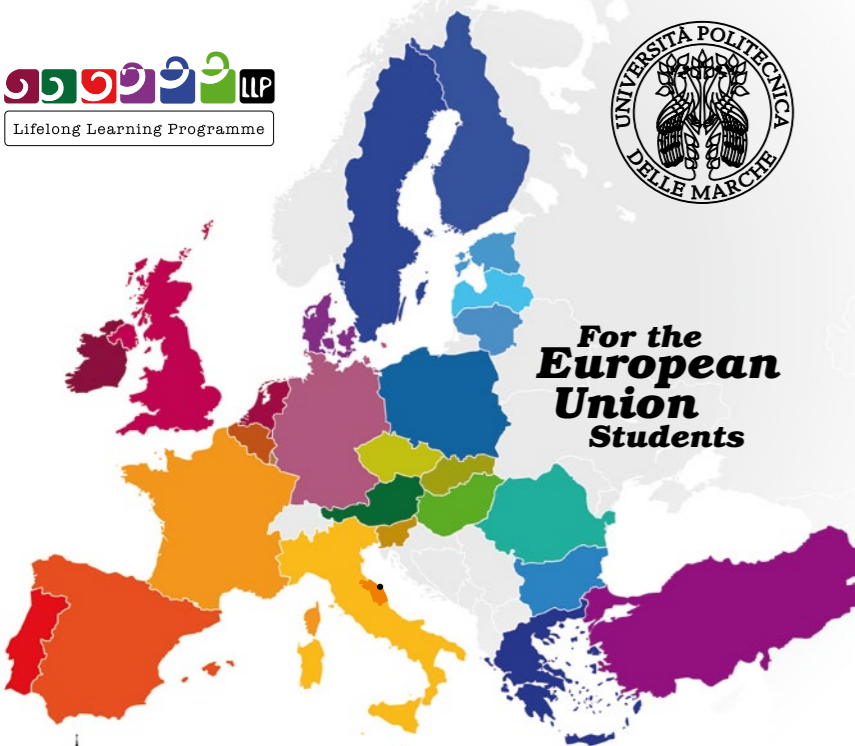 LLP
Lifelong Learning Programme
UNIVERSITÀ POLITECNICA
DELLE MARCHE
For the
European
Union
Students